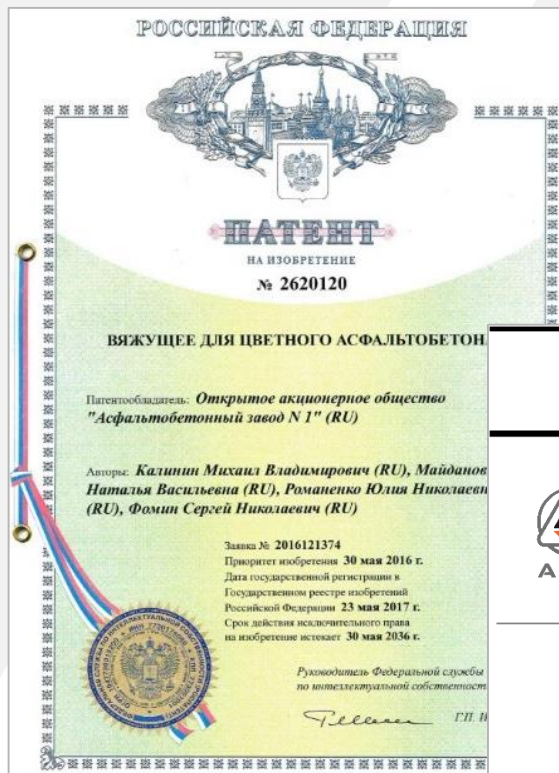 РОССИЙСКАЯ ФЕДЕРАЦИЯ
ПАТЕНТ
НА ИЗОБРЕТЕНИЕ
№ 2620120
ВЯЖУЩЕЕ ДЛЯ ЦВЕТНОГО АСФАЛЬТОБЕТОН
Патентообладатель: Открытое акционерное общество
"Асфальтобетонный завод N 1" (RU)
Авторы: Калинин Михаил Владимирович (RU), Майданов
Наталья Васильевна (RU), Романенко Юлия Николаевн
(RU), Фомин Сергей Николаевич (RU)
Заявка № 2016121374
Приоритет изобретения 30 мая 2016 г.
Дата государственной регистрации в
Государственном реестре изобретений
Российской Федерации 23 мая 2017 г.
Срок действия исключительного права
на изобретение истекает 30 мая 2036 г.
Руководитель Федеральной службы
по интеллектуальной собственност
Г.П. И